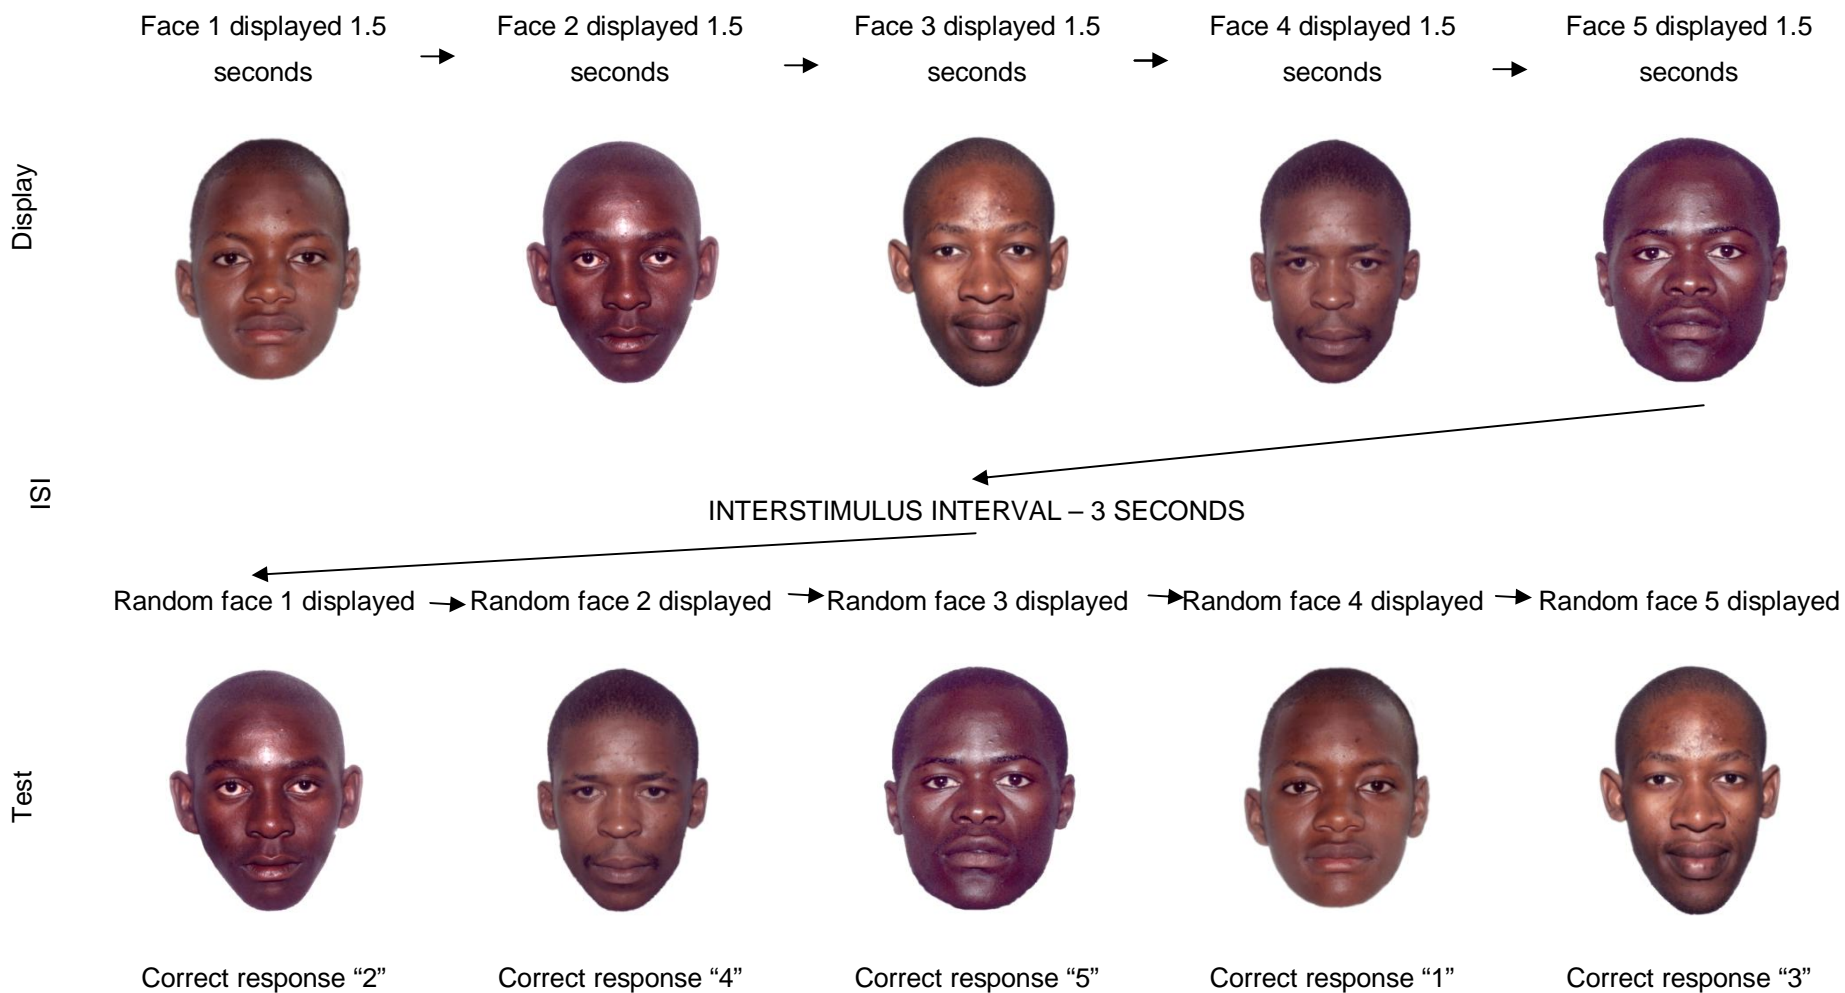 Face 1 displayed 1.5
seconds
Face 2 displayed 1.5
seconds
Face 3 displayed 1.5
seconds
Face 4 displayed 1.5
seconds
Face 5 displayed 1.5
seconds
Display
ISI
INTERSTIMULUS INTERVAL – 3 SECONDS
Random face 1 displayed
Random face 2 displayed
Random face 3 displayed
Random face 4 displayed
Random face 5 displayed
Test
Correct response “2”
Correct response “4”
Correct response “5”
Correct response “1”
Correct response “3”